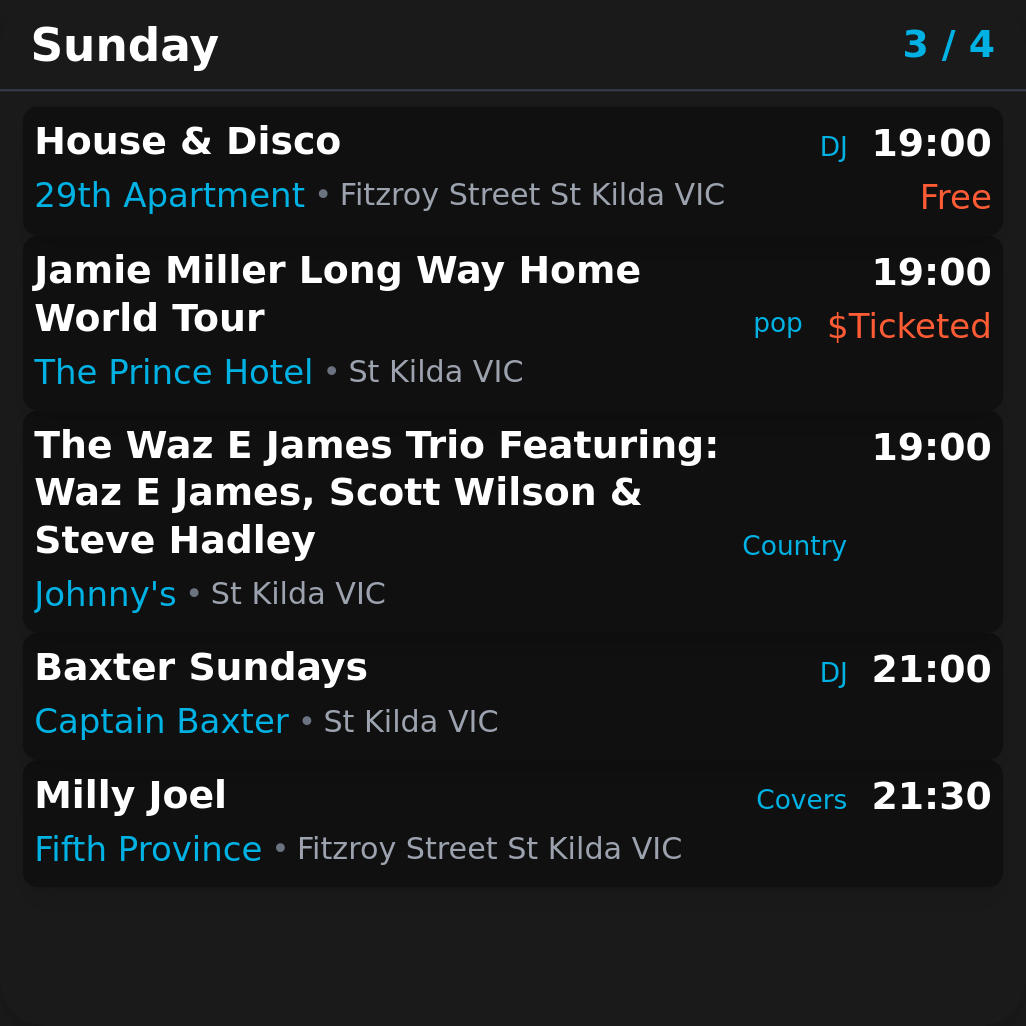 Sunday 3 / 4
House & Disco DJ 19:00
29th Apartment • Fitzroy Street St Kilda VIC Free
Jamie Miller Long Way Home 19:00
World Tour pop $Ticketed
The Prince Hotel • St Kilda VIC
The Waz E James Trio Featuring: 19:00
Waz E James, Scott Wilson &
Steve Hadley Country
Johnny's • St Kilda VIC
Baxter Sundays DJ 21:00
Captain Baxter • St Kilda VIC
Milly Joel Covers 21:30
Fifth Province • Fitzroy Street St Kilda VIC